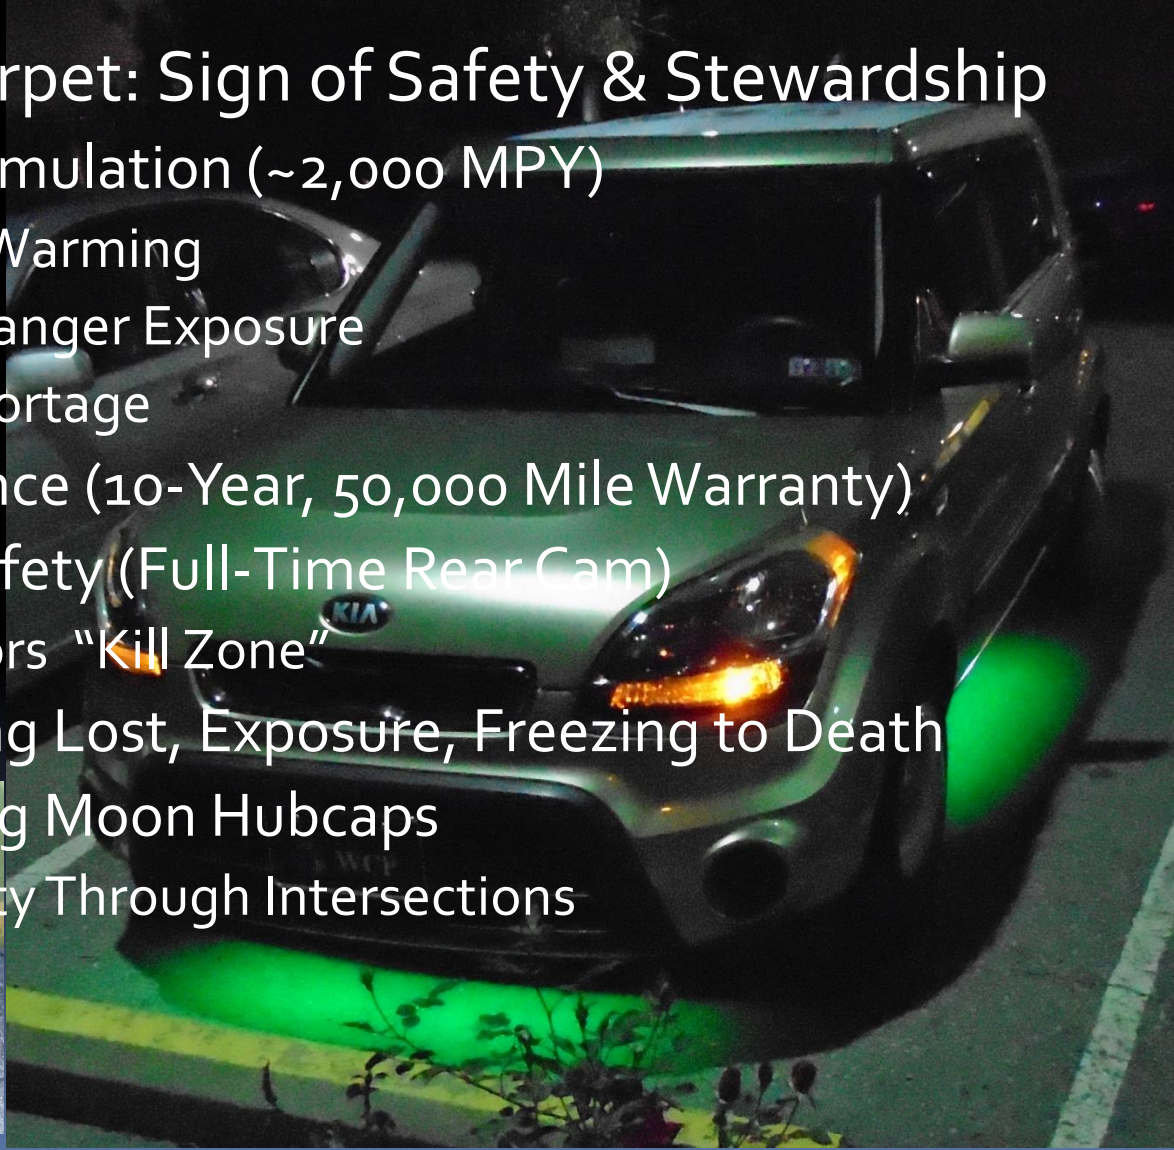 rpet: Sign of Safety & Stewardship
mulation (~2,000 MPY)
Warming
anger Exposure
ortage
nce (10-Year, 50,000 Mile Warranty)
fety (Full-Time Rear Cam)
KIA
ors “Kill Zone”
g Lost, Exposure, Freezing to Death
g Moon Hubcaps
WCP
ty Through Intersections